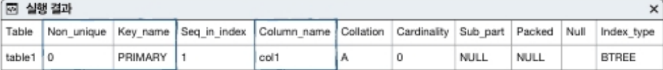 실행 결과
Table Non_unique Key_name Seq_in_index Column_name Collation Cardinality Sub_part Packed Null Index_type
table1 0 PRIMARY 1 col1 A 0 NULL NULL BTREE